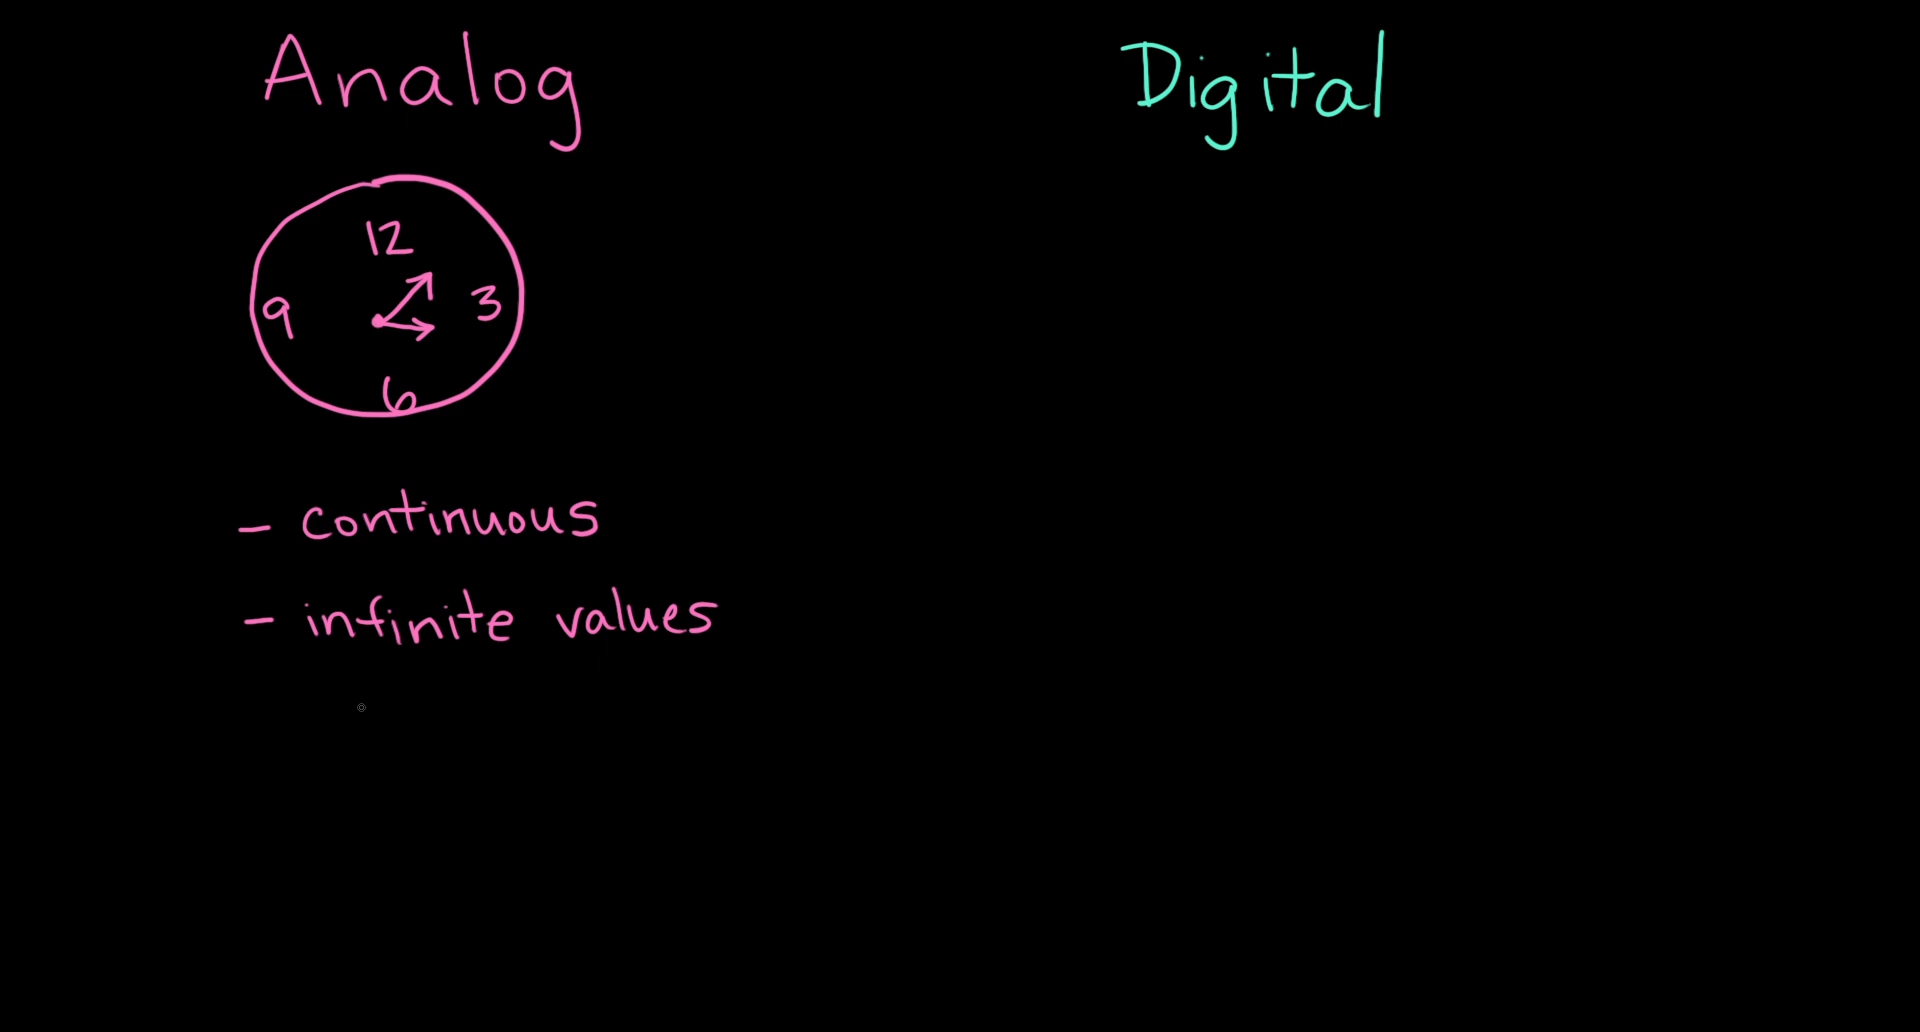 Analog
Digital
12
9
3
6
- continuous
- infinite values